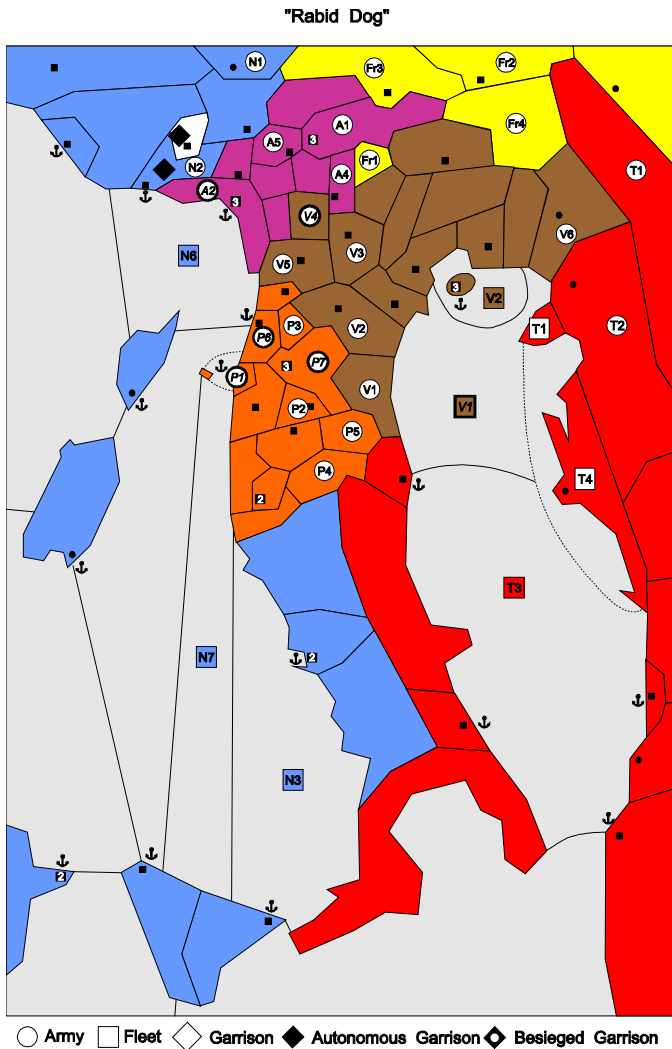 "Rabid Dog"
N1
Fr3
Fr2
A1
3
A5
Fr4
N2
Fr1
A4
T1
A2
3
V4
V6
N6
V3
V5
3
V2
P3
V2
T1
T2
P6
P7
3
P1
V1
P2
V1
P5
P4
T4
2
T3
N7
2
N3
2
Army
Fleet
Garrison
Autonomous Garrison
Besieged Garrison